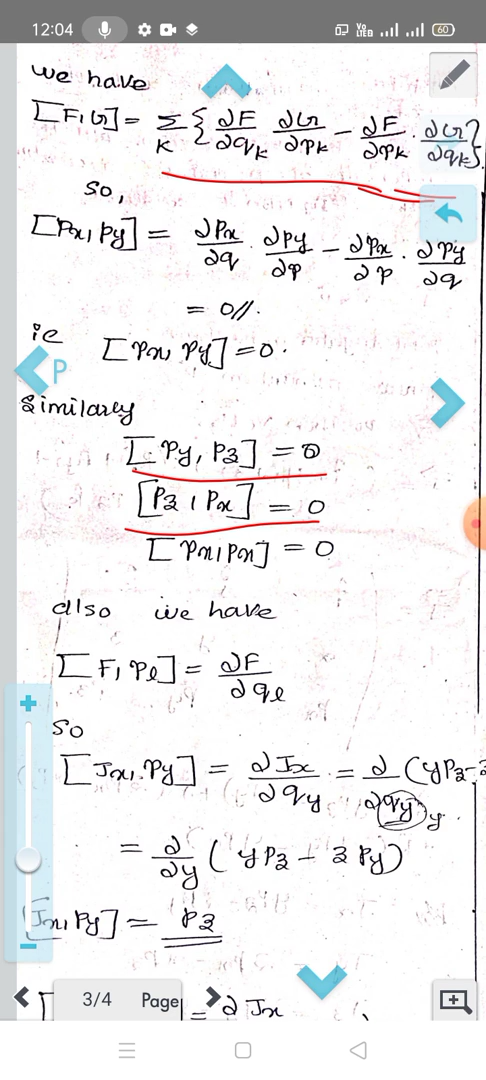 12:04
60
we have
[F,G] = Σ_K {∂F/∂q_K ∂G/∂p_K − ∂F/∂p_K . ∂G/∂q_K}
so,
[Px, Py] = ∂Px/∂q . ∂Py/∂p − ∂Px/∂p . ∂Py/∂q
= 0//.
ie [Px, Py] = 0.
P
Similarly
[Py, Pz] = 0
[Pz, Px] = 0
[Px, Px] = 0
also we have
[F, Pl] = ∂F/∂ql
so
[Jx, Py] = ∂Jx/∂qy = ∂/∂qy (yPz − z
y
= ∂/∂y (yPz − zPy)
[Jx, Py] = Pz
3/4 Page
[ = ∂Jx